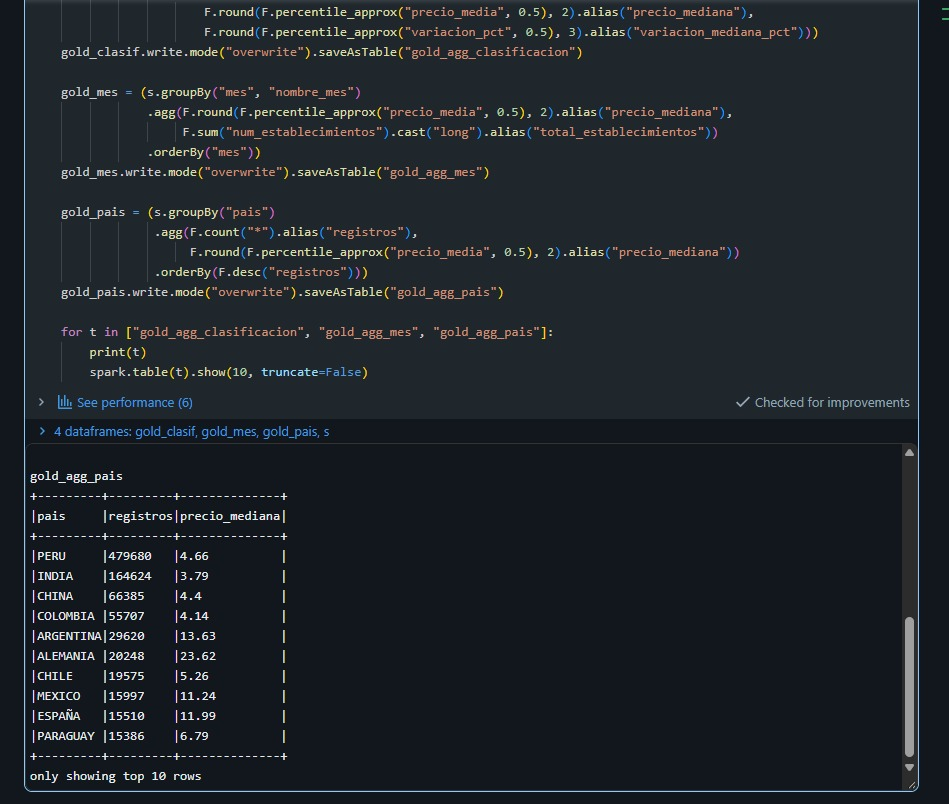 F.round(F.percentile_approx("precio_media", 0.5), 2).alias("precio_mediana"),
F.round(F.percentile_approx("variacion_pct", 0.5), 3).alias("variacion_mediana_pct")))
gold_clasif.write.mode("overwrite").saveAsTable("gold_agg_clasificacion")
gold_mes = (s.groupBy("mes", "nombre_mes")
.agg(F.round(F.percentile_approx("precio_media", 0.5), 2).alias("precio_mediana"),
F.sum("num_establecimientos").cast("long").alias("total_establecimientos"))
.orderBy("mes"))
gold_mes.write.mode("overwrite").saveAsTable("gold_agg_mes")
gold_pais = (s.groupBy("pais")
.agg(F.count("*").alias("registros"),
F.round(F.percentile_approx("precio_media", 0.5), 2).alias("precio_mediana"))
.orderBy(F.desc("registros")))
gold_pais.write.mode("overwrite").saveAsTable("gold_agg_pais")
for t in ["gold_agg_clasificacion", "gold_agg_mes", "gold_agg_pais"]:
print(t)
spark.table(t).show(10, truncate=False)
See performance (6)
Checked for improvements
4 dataframes: gold_clasif, gold_mes, gold_pais, s
gold_agg_pais
+---------+---------+--------------+
|pais     |registros|precio_mediana|
+---------+---------+--------------+
|PERU     |479680   |4.66          |
|INDIA    |164624   |3.79          |
|CHINA    |66385    |4.4           |
|COLOMBIA |55707    |4.14          |
|ARGENTINA|29620    |13.63         |
|ALEMANIA |20248    |23.62         |
|CHILE    |19575    |5.26          |
|MEXICO   |15997    |11.24         |
|ESPAÑA   |15510    |11.99         |
|PARAGUAY |15386    |6.79          |
+---------+---------+--------------+
only showing top 10 rows